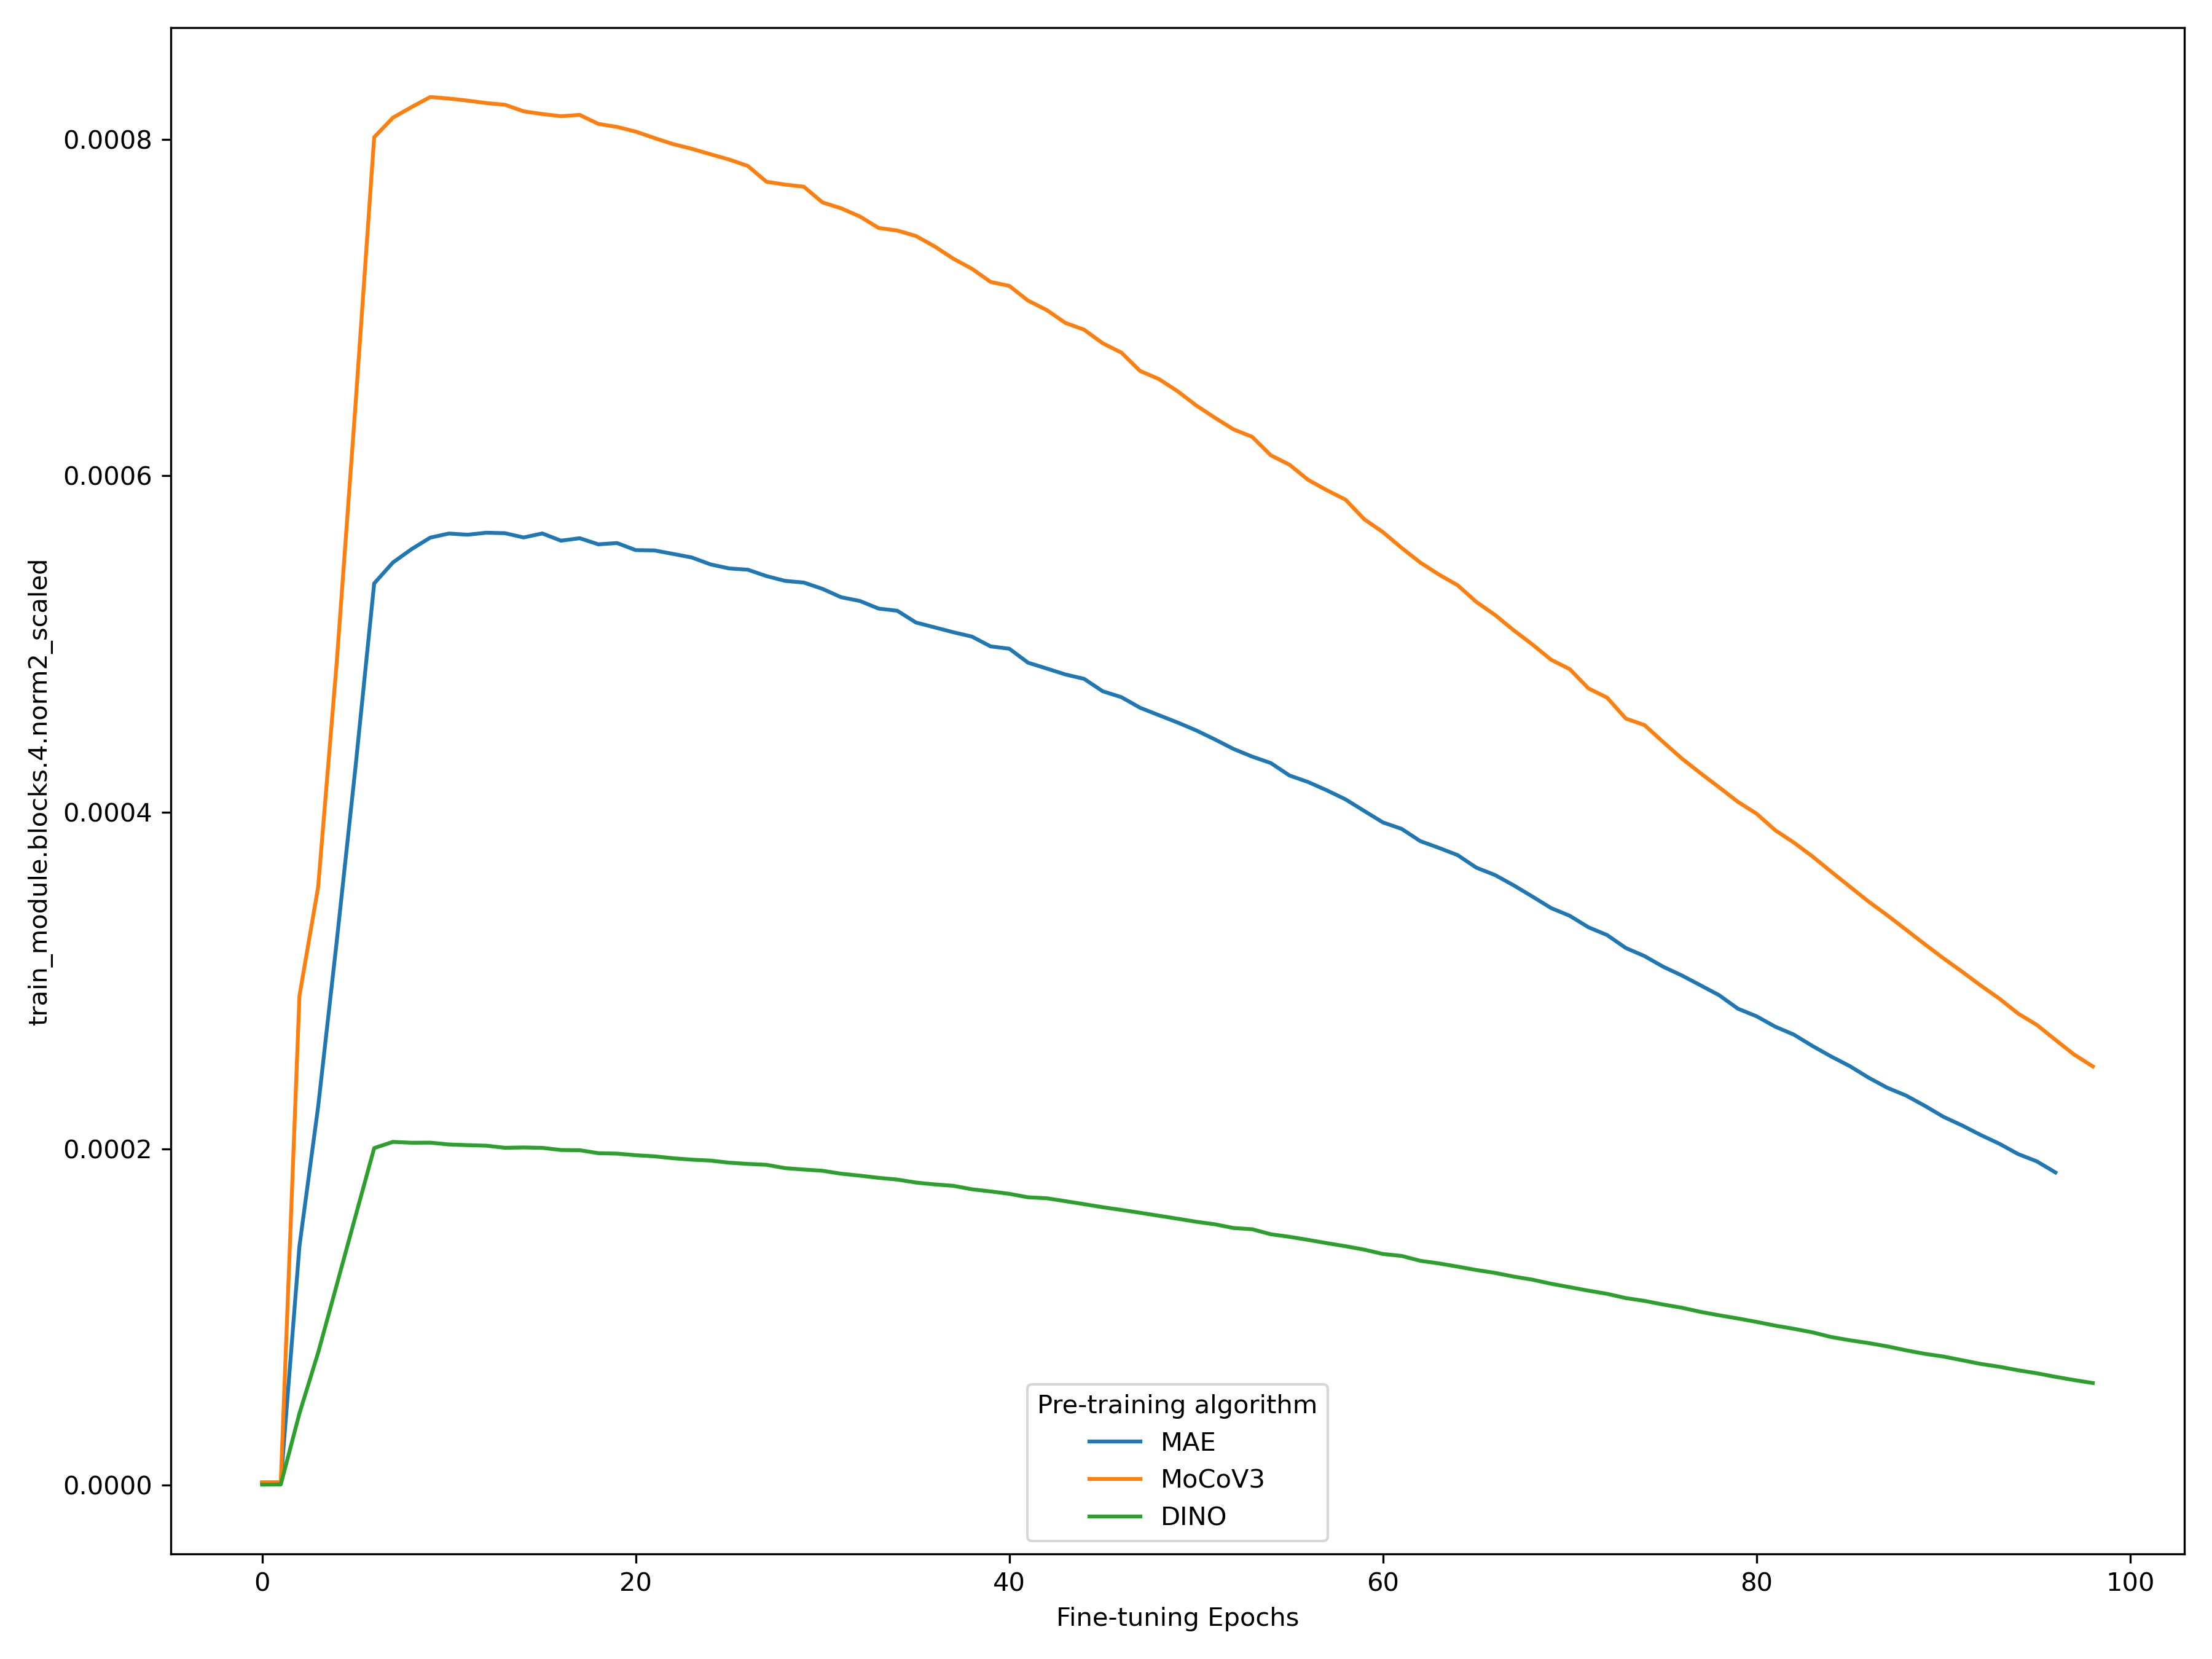 train_module.blocks.4.norm2_scaled
0.0008
0.0006
0.0004
0.0002
0.0000
Pre-training algorithm
MAE
MoCoV3
DINO
0 20 40 60 80 100
Fine-tuning Epochs